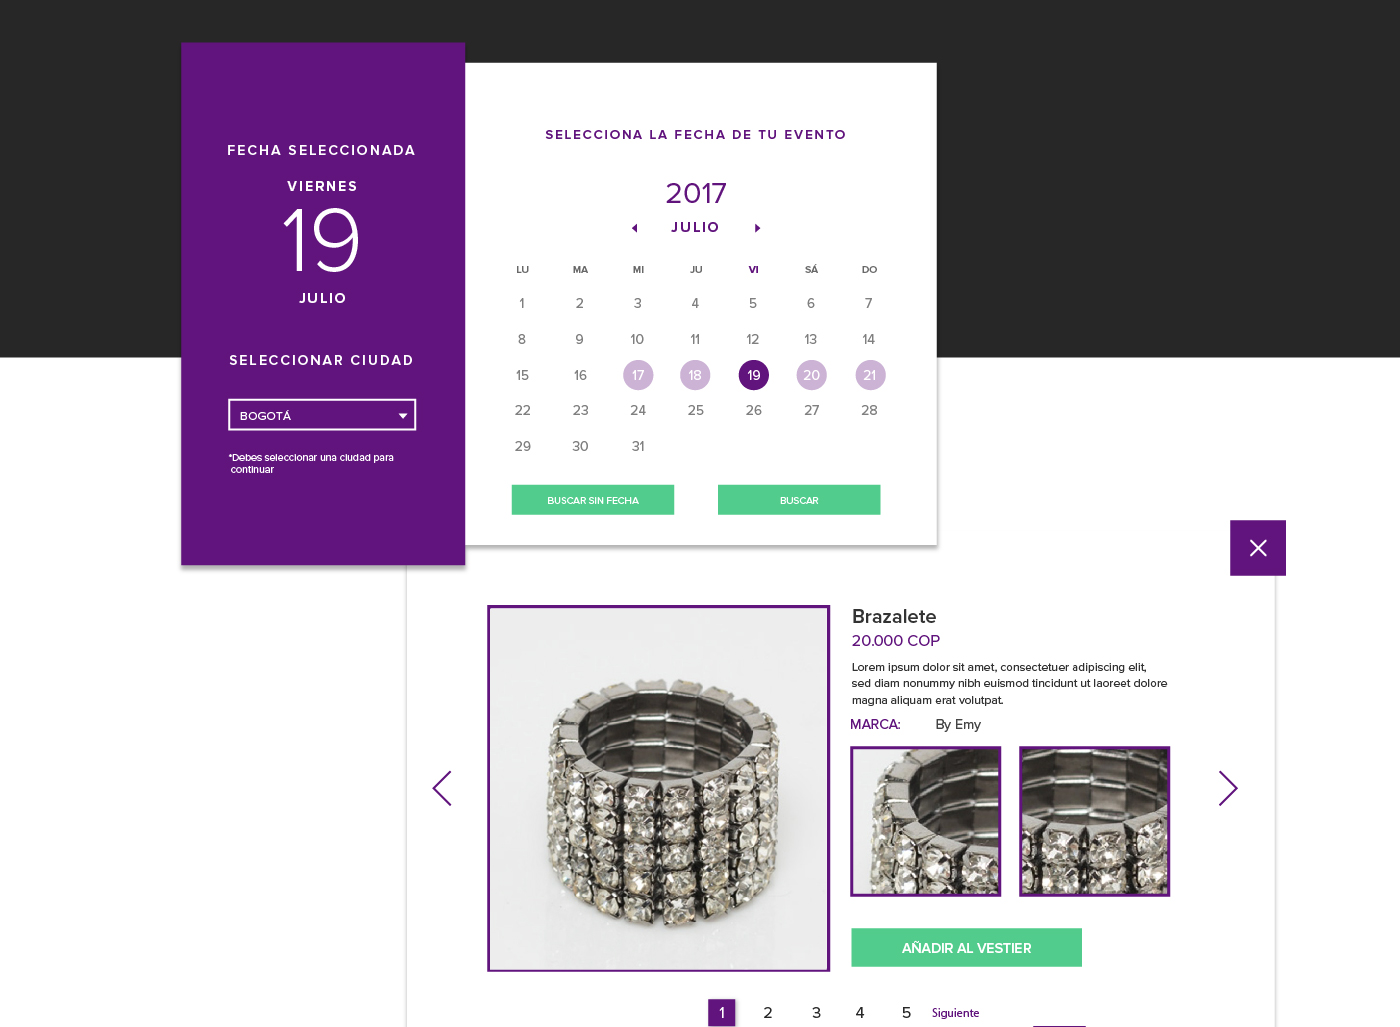 FECHA SELECCIONADA
VIERNES
19
JULIO
SELECCIONAR CIUDAD
BOGOTÁ
*Debes seleccionar una ciudad para
continuar
SELECCIONA LA FECHA DE TU EVENTO
2017
JULIO
LU MA MI JU VI SÁ DO
1 2 3 4 5 6 7
8 9 10 11 12 13 14
15 16 17 18 19 20 21
22 23 24 25 26 27 28
29 30 31
BUSCAR SIN FECHA BUSCAR
Brazalete
20.000 COP
Lorem ipsum dolor sit amet, consectetuer adipiscing elit,
sed diam nonummy nibh euismod tincidunt ut laoreet dolore
magna aliquam erat volutpat.
MARCA: By Emy
AÑADIR AL VESTIER
1 2 3 4 5 Siguiente